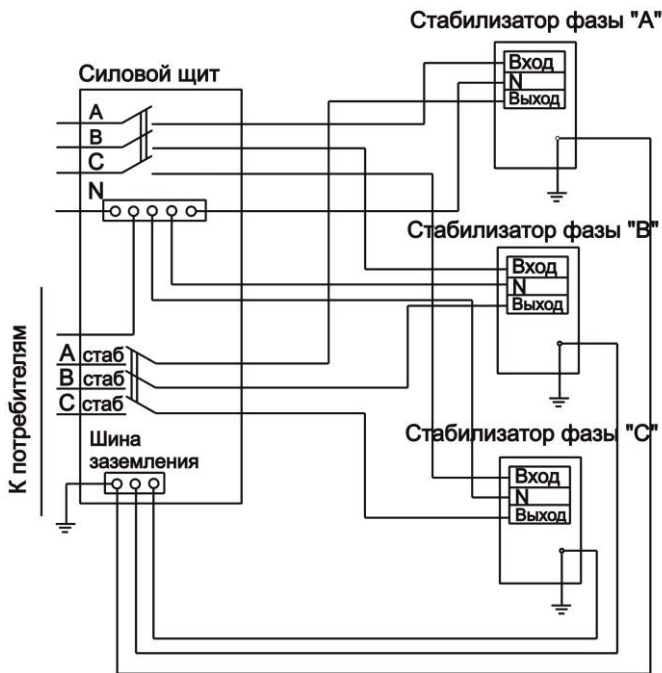 Стабилизатор фазы "A"
Силовой щит
Вход
N
Выход
A
B
C
N
Стабилизатор фазы "B"
Вход
N
Выход
К потребителям
A стаб
B стаб
C стаб
Шина
заземления
Стабилизатор фазы "C"
Вход
N
Выход